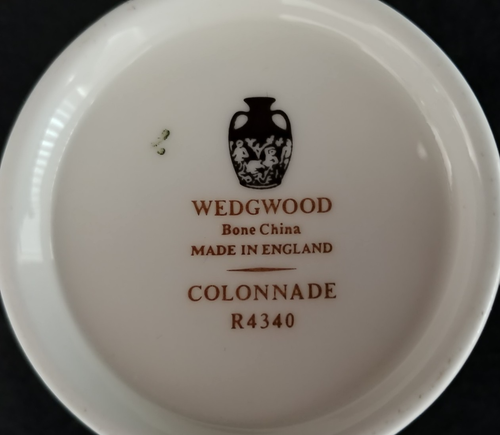 WEDGWOOD
Bone China
MADE IN ENGLAND
COLONNADE
R4340